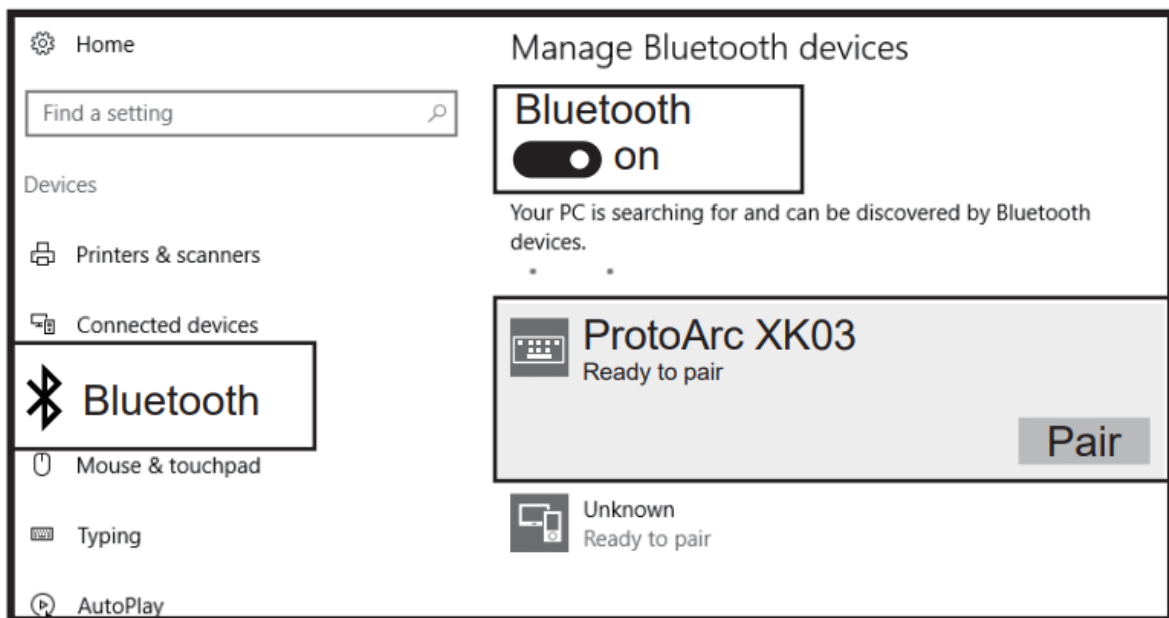 Home
Find a setting
Devices
Printers & scanners
Connected devices
Bluetooth
Mouse & touchpad
Typing
AutoPlay
Manage Bluetooth devices
Bluetooth
on
Your PC is searching for and can be discovered by Bluetooth
devices.
ProtoArc XK03
Ready to pair
Pair
Unknown
Ready to pair